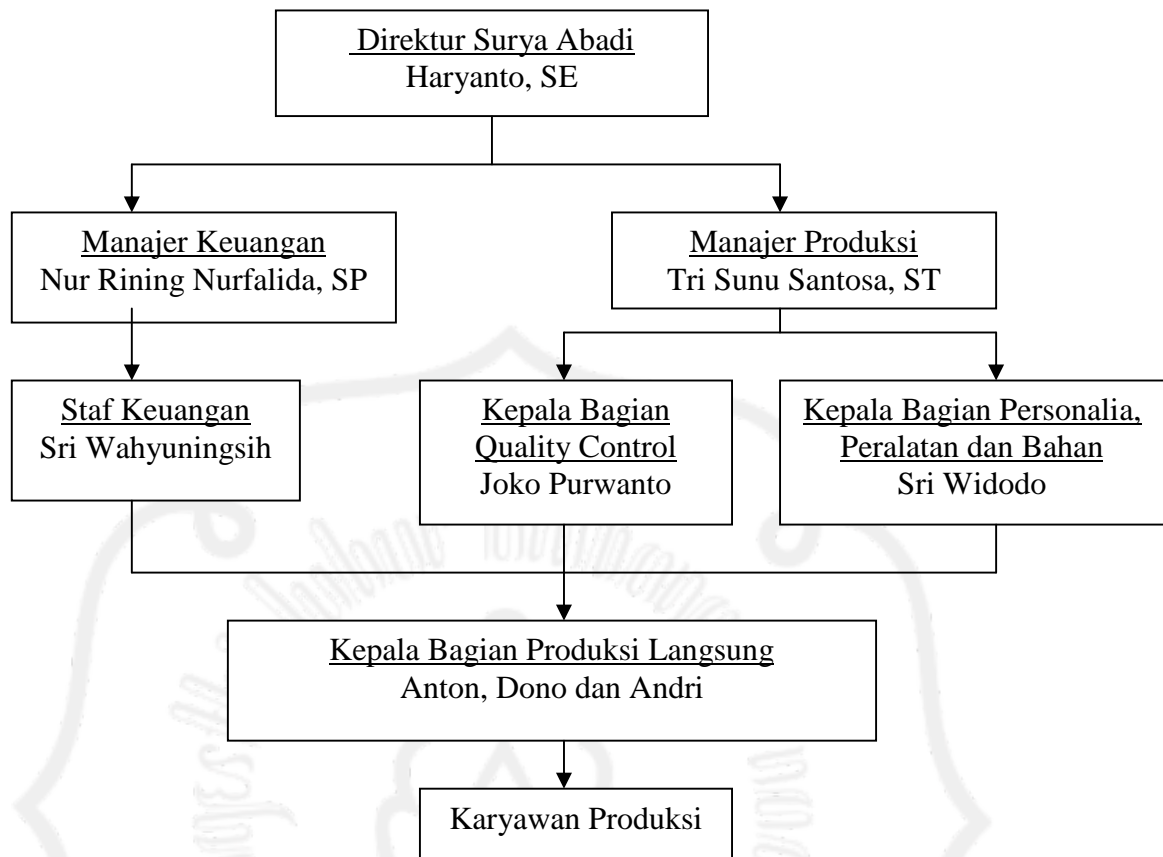 Direktur Surya Abadi
Haryanto, SE
Manajer Keuangan
Nur Rining Nurfalida, SP
Manajer Produksi
Tri Sunu Santosa, ST
Staf Keuangan
Sri Wahyuningsih
Kepala Bagian
Quality Control
Joko Purwanto
Kepala Bagian Personalia,
Peralatan dan Bahan
Sri Widodo
Kepala Bagian Produksi Langsung
Anton, Dono dan Andri
Karyawan Produksi